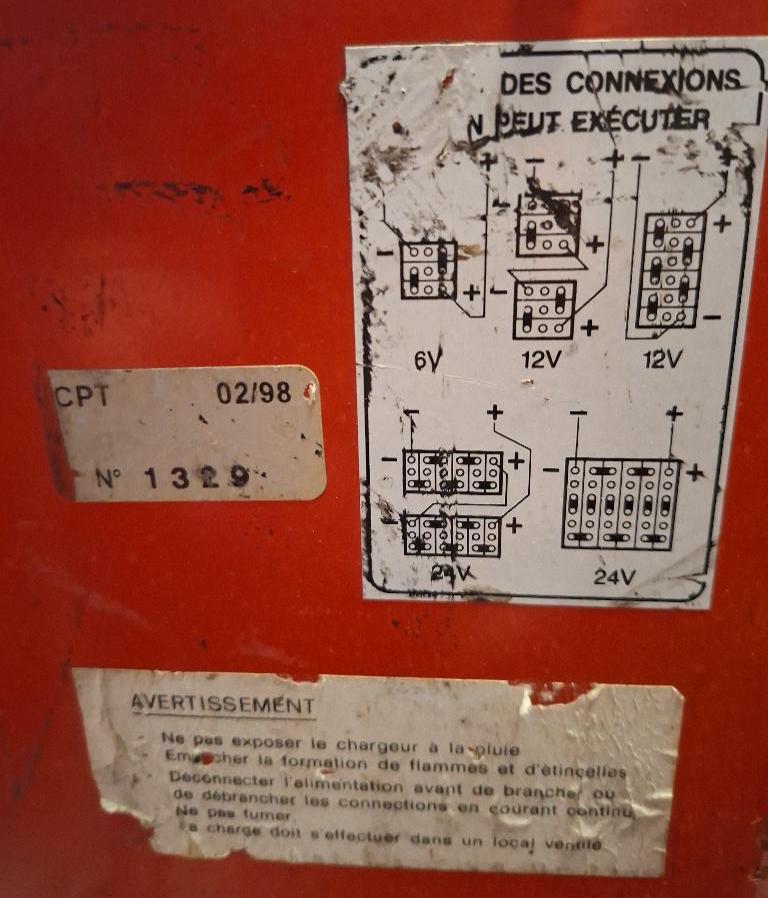 DES CONNEXIONS
N PEUT EXÉCUTER
+ − + − +
− + − + + −
6V 12V 12V
− + − +
− + − +
− +
24V 24V
CPT 02/98
N° 1329
AVERTISSEMENT
Ne pas exposer le chargeur à la pluie
la formation de flammes et d'étincelles
Déconnecter l'alimentation avant de brancher ou
de débrancher les connections en courant continu,
Ne pas fumer
a charge doit s'effectuer dans un local ventilé